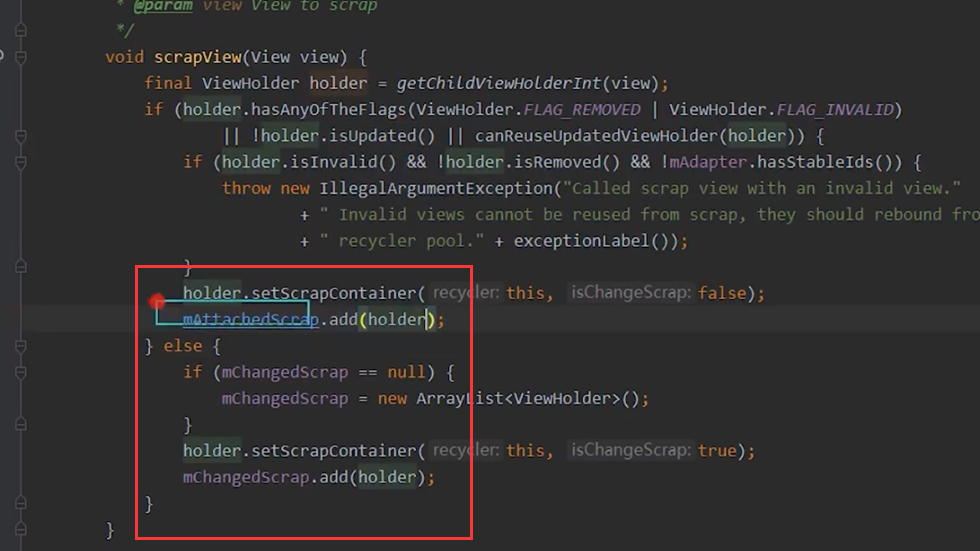 * @param view View to scrap
*/
void scrapView(View view) {
final ViewHolder holder = getChildViewHolderInt(view);
if (holder.hasAnyOfTheFlags(ViewHolder.FLAG_REMOVED | ViewHolder.FLAG_INVALID)
|| !holder.isUpdated() || canReuseUpdatedViewHolder(holder)) {
if (holder.isInvalid() && !holder.isRemoved() && !mAdapter.hasStableIds()) {
throw new IllegalArgumentException("Called scrap view with an invalid view."
+ " Invalid views cannot be reused from scrap, they should rebound fro
+ " recycler pool." + exceptionLabel());
}
holder.setScrapContainer( recycler: this, isChangeScrap: false);
mAttachedScrap.add(holder);
} else {
if (mChangedScrap == null) {
mChangedScrap = new ArrayList<ViewHolder>();
}
holder.setScrapContainer( recycler: this, isChangeScrap: true);
mChangedScrap.add(holder);
}
}